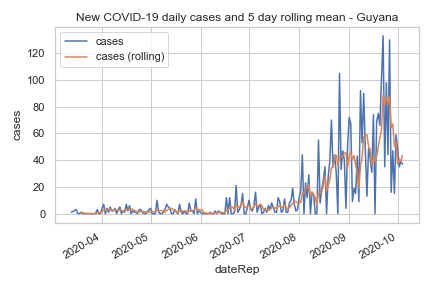 New COVID-19 daily cases and 5 day rolling mean - Guyana
cases
cases (rolling)
120
100
80
60
40
20
0
cases
2020-04
2020-05
2020-06
2020-07
2020-08
2020-09
2020-10
dateRep